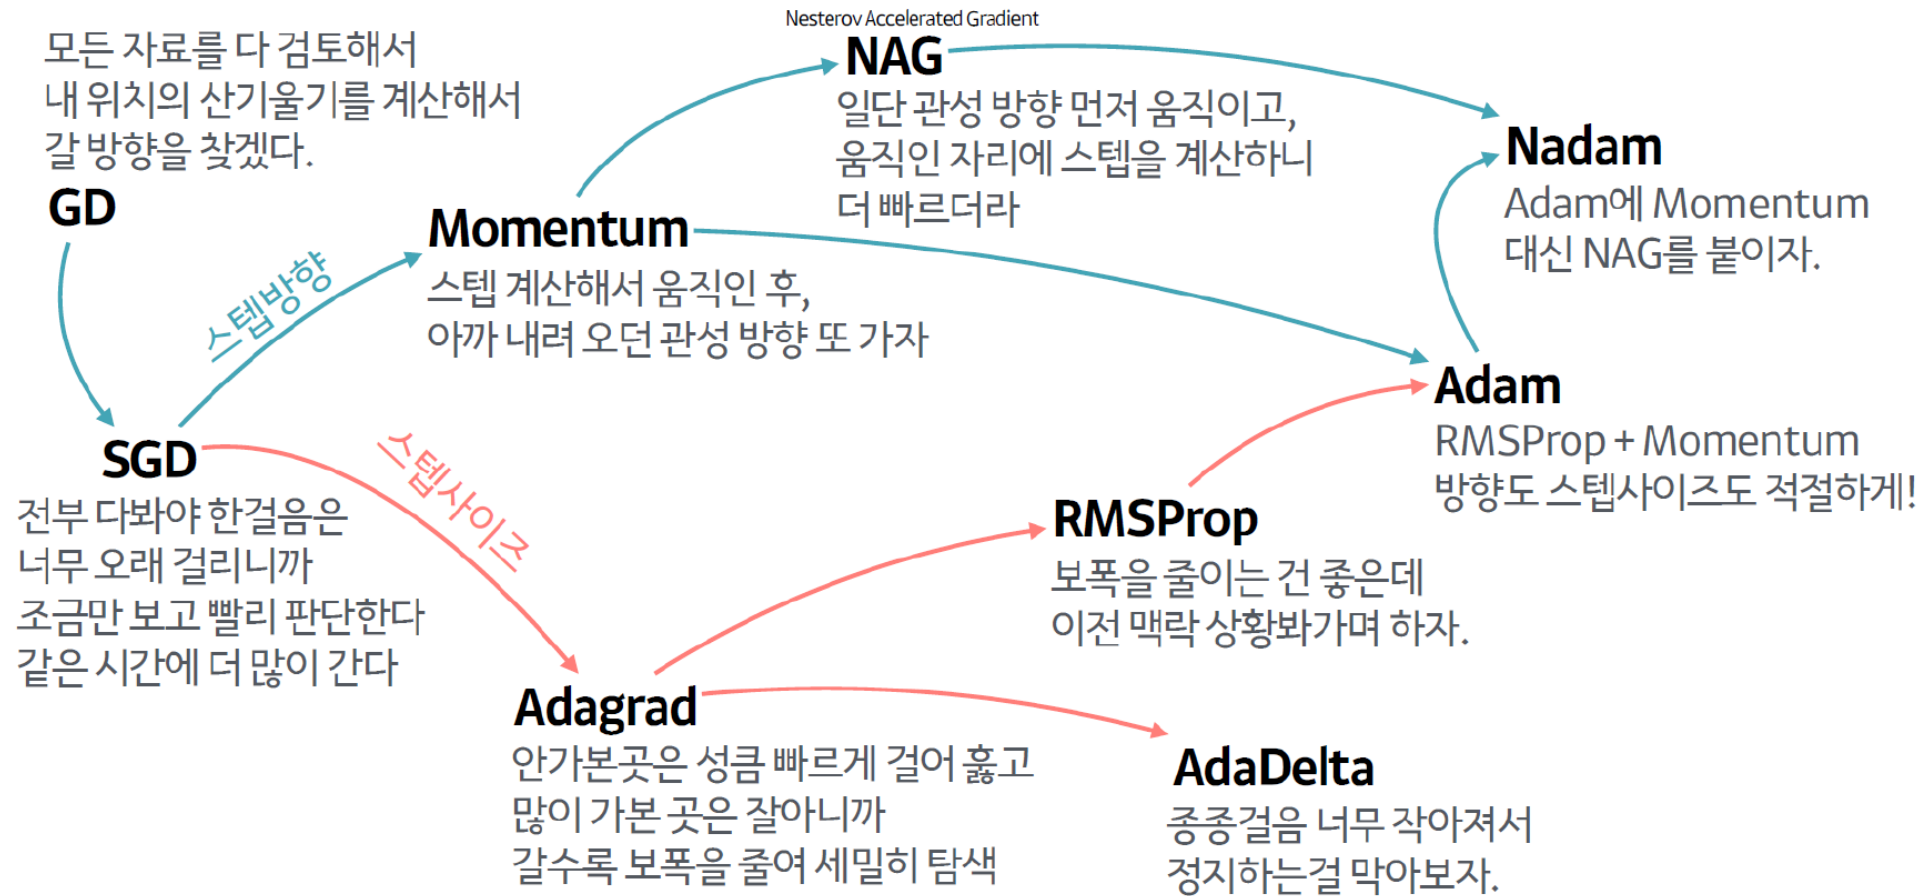 모든 자료를 다 검토해서
내 위치의 산기울기를 계산해서
갈 방향을 찾겠다.
GD
스텝방향
SGD
전부 다봐야 한걸음은
너무 오래 걸리니까
조금만 보고 빨리 판단한다
같은 시간에 더 많이 간다
Momentum
스텝 계산해서 움직인 후,
아까 내려 오던 관성 방향 또 가자
Nesterov Accelerated Gradient
NAG
일단 관성 방향 먼저 움직이고,
움직인 자리에 스텝을 계산하니
더 빠르더라
Nadam
Adam에 Momentum
대신 NAG를 붙이자.
Adam
RMSProp + Momentum
방향도 스텝사이즈도 적절하게!
스텝사이즈
RMSProp
보폭을 줄이는 건 좋은데
이전 맥락 상황봐가며 하자.
Adagrad
안가본곳은 성큼 빠르게 걸어 훓고
많이 가본 곳은 잘아니까
갈수록 보폭을 줄여 세밀히 탐색
AdaDelta
종종걸음 너무 작아져서
정지하는걸 막아보자.